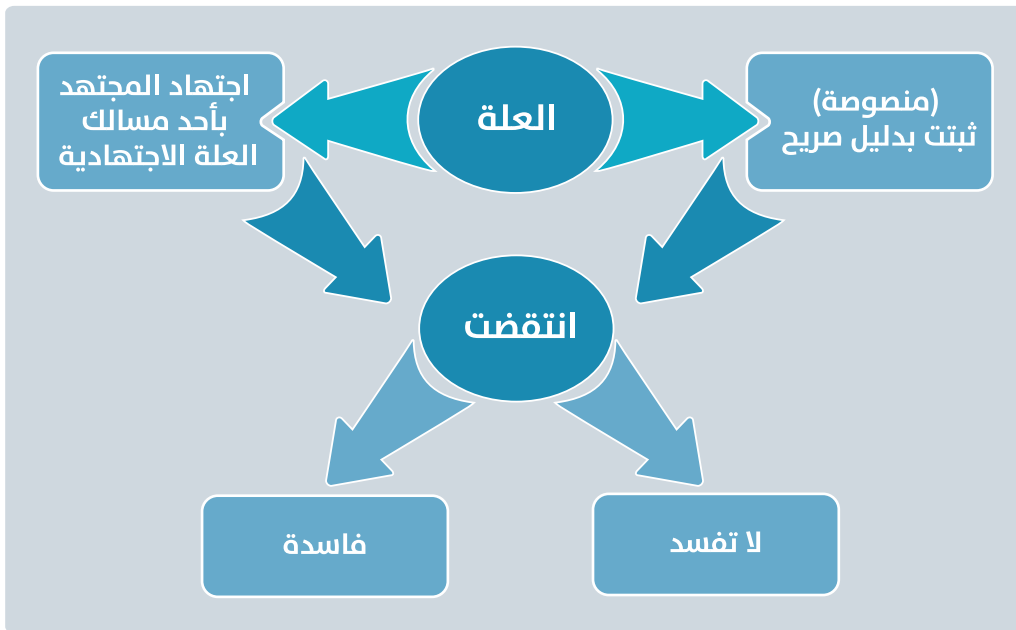 العلة
(منصوصة)
ثبتت بدليل صريح
اجتهاد المجتهد
بأحد مسالك
العلة الاجتهادية
انتقضت
لا تفسد
فاسدة